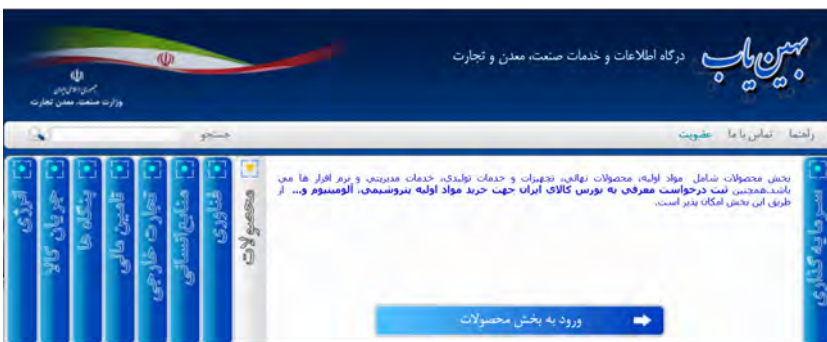 بهین یاب
درگاه اطلاعات و خدمات صنعت، معدن و تجارت
جمهوری اسلامی ایران
وزارت صنعت، معدن تجارت
راهنما تماس با ما عضویت
جستجو
سرمایه گذاری
بخش محصولات شامل مواد اولیه، محصولات نهائی، تجهیزات و خدمات تولیدی، خدمات مدیریتی و نرم افزار ها می
باشد.همچنین ثبت درخواست معرفی به بورس کالای ایران جهت خرید مواد اولیه پتروشیمی، آلومینیوم و... از
طریق این بخش امکان پذیر است.
ورود به بخش محصولات
محصولات
فناوری
منابع انسانی
تجارت خارجی
تأمین مالی
بنگاه ها
جریان کالا
انرژی